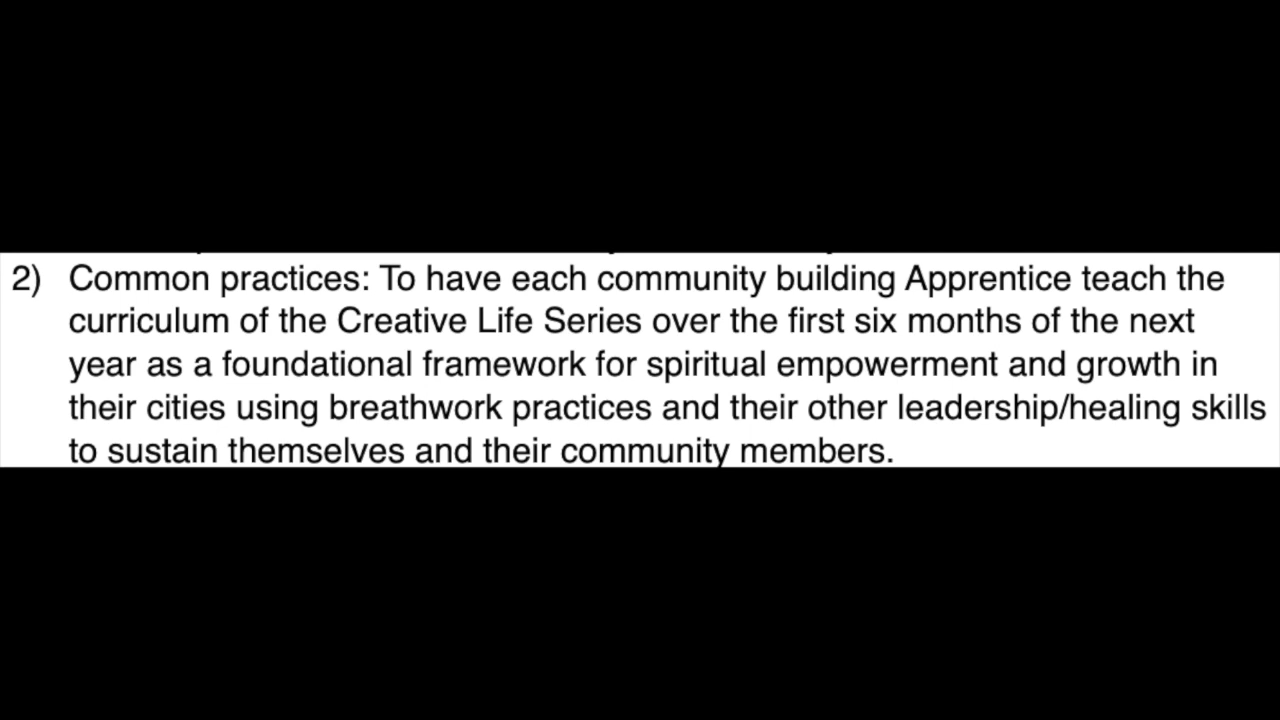 2) Common practices: To have each community building Apprentice teach the
curriculum of the Creative Life Series over the first six months of the next
year as a foundational framework for spiritual empowerment and growth in
their cities using breathwork practices and their other leadership/healing skills
to sustain themselves and their community members.